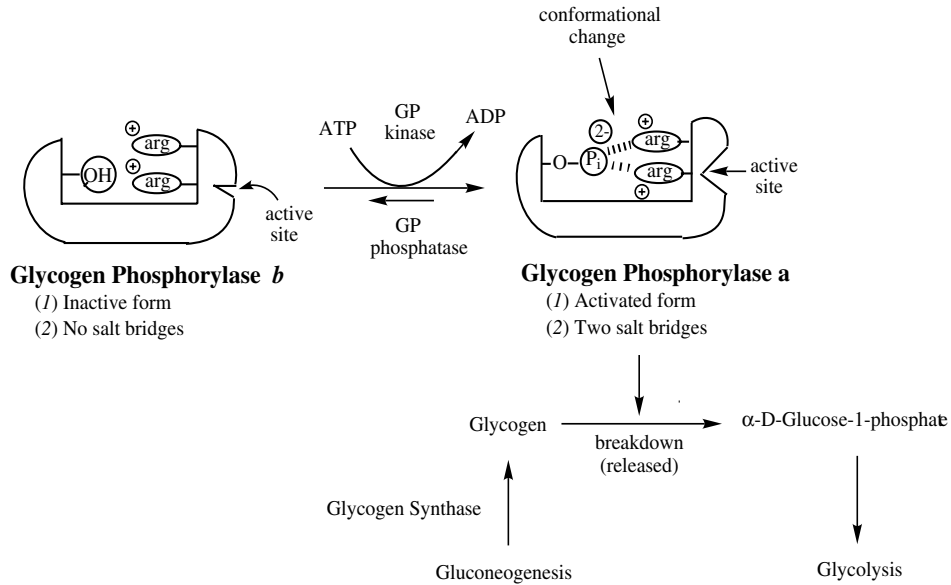 conformational
change
ATP
GP
kinase
ADP
⊕
arg
⊕
arg
OH
active
site
GP
phosphatase
2-
⊕
arg
O
Pi
arg
⊕
active
site
Glycogen Phosphorylase b
(1) Inactive form
(2) No salt bridges
Glycogen Phosphorylase a
(1) Activated form
(2) Two salt bridges
Glycogen
breakdown
(released)
α-D-Glucose-1-phosphate
Glycogen Synthase
Gluconeogenesis
Glycolysis